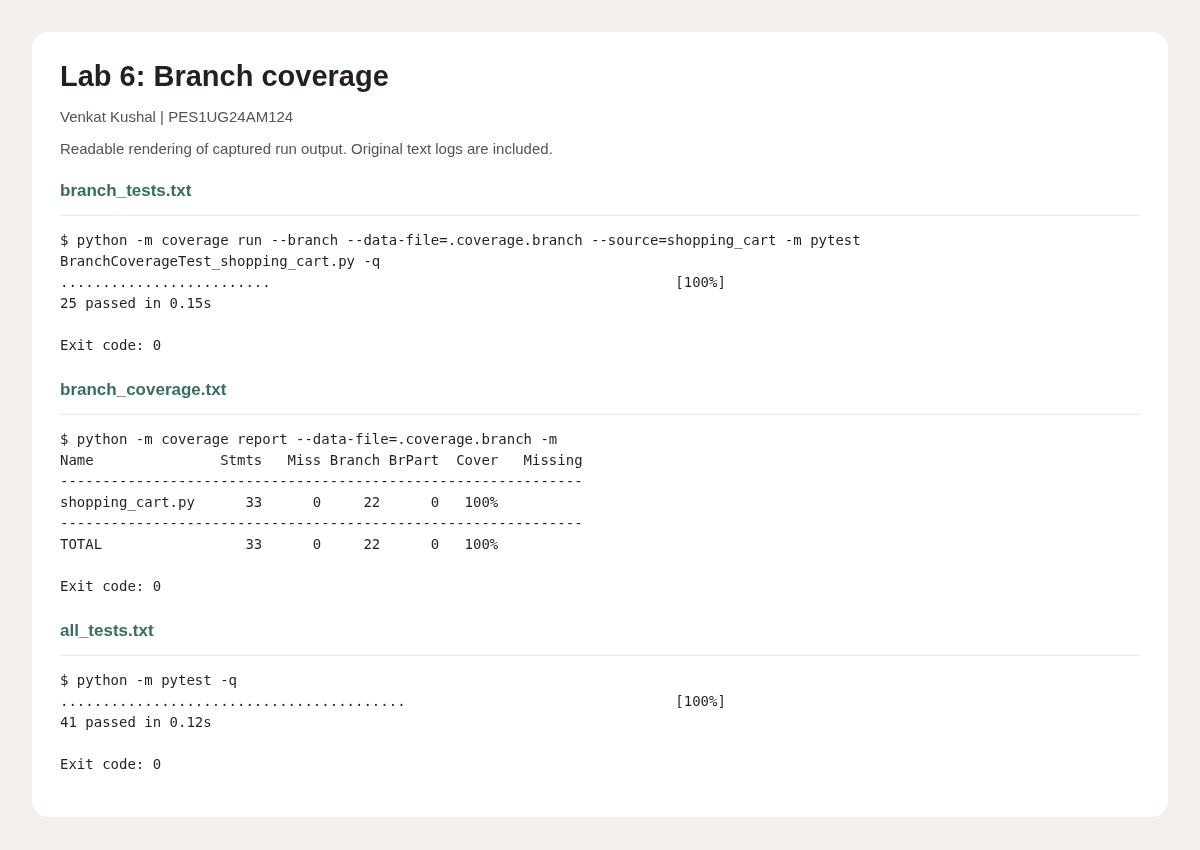 Lab 6: Branch coverage
Venkat Kushal | PES1UG24AM124
Readable rendering of captured run output. Original text logs are included.
branch_tests.txt
$ python -m coverage run --branch --data-file=.coverage.branch --source=shopping_cart -m pytest
BranchCoverageTest_shopping_cart.py -q
.........................                                                [100%]
25 passed in 0.15s
Exit code: 0
branch_coverage.txt
$ python -m coverage report --data-file=.coverage.branch -m
Name               Stmts   Miss Branch BrPart  Cover   Missing
--------------------------------------------------------------
shopping_cart.py      33      0     22      0   100%
--------------------------------------------------------------
TOTAL                 33      0     22      0   100%
Exit code: 0
all_tests.txt
$ python -m pytest -q
.........................................                                [100%]
41 passed in 0.12s
Exit code: 0